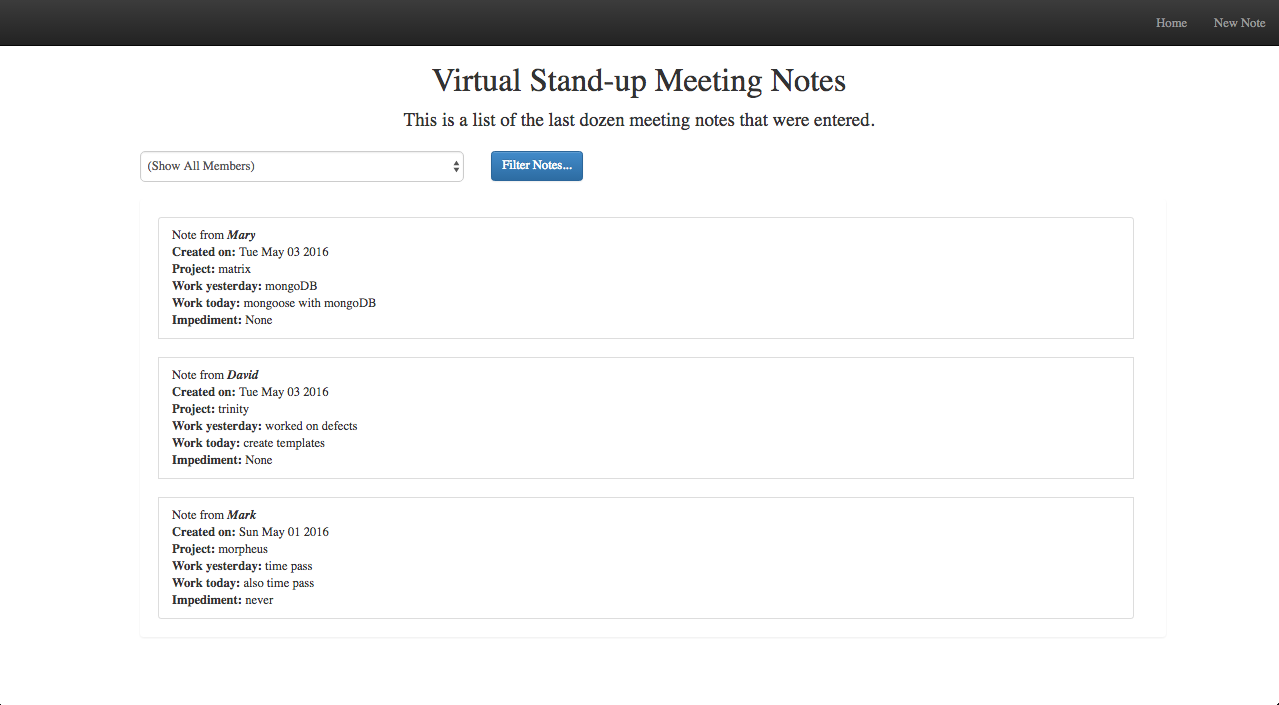 Home New Note
Virtual Stand-up Meeting Notes
This is a list of the last dozen meeting notes that were entered.
(Show All Members) Filter Notes...
Note from Mary
Created on: Tue May 03 2016
Project: matrix
Work yesterday: mongoDB
Work today: mongoose with mongoDB
Impediment: None
Note from David
Created on: Tue May 03 2016
Project: trinity
Work yesterday: worked on defects
Work today: create templates
Impediment: None
Note from Mark
Created on: Sun May 01 2016
Project: morpheus
Work yesterday: time pass
Work today: also time pass
Impediment: never